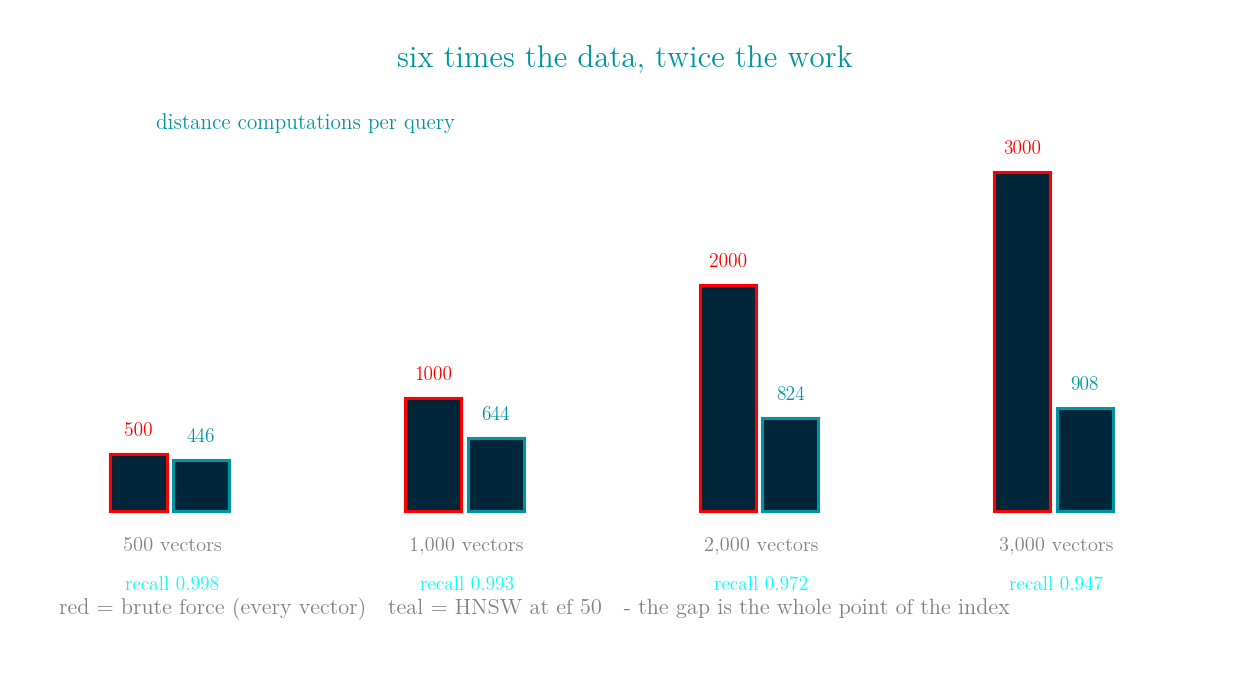 six times the data, twice the work
distance computations per query
3000
2000
1000
908
824
644
500
446
500 vectors
1,000 vectors
2,000 vectors
3,000 vectors
recall 0.998
recall 0.993
recall 0.972
recall 0.947
red = brute force (every vector) teal = HNSW at ef 50 - the gap is the whole point of the index